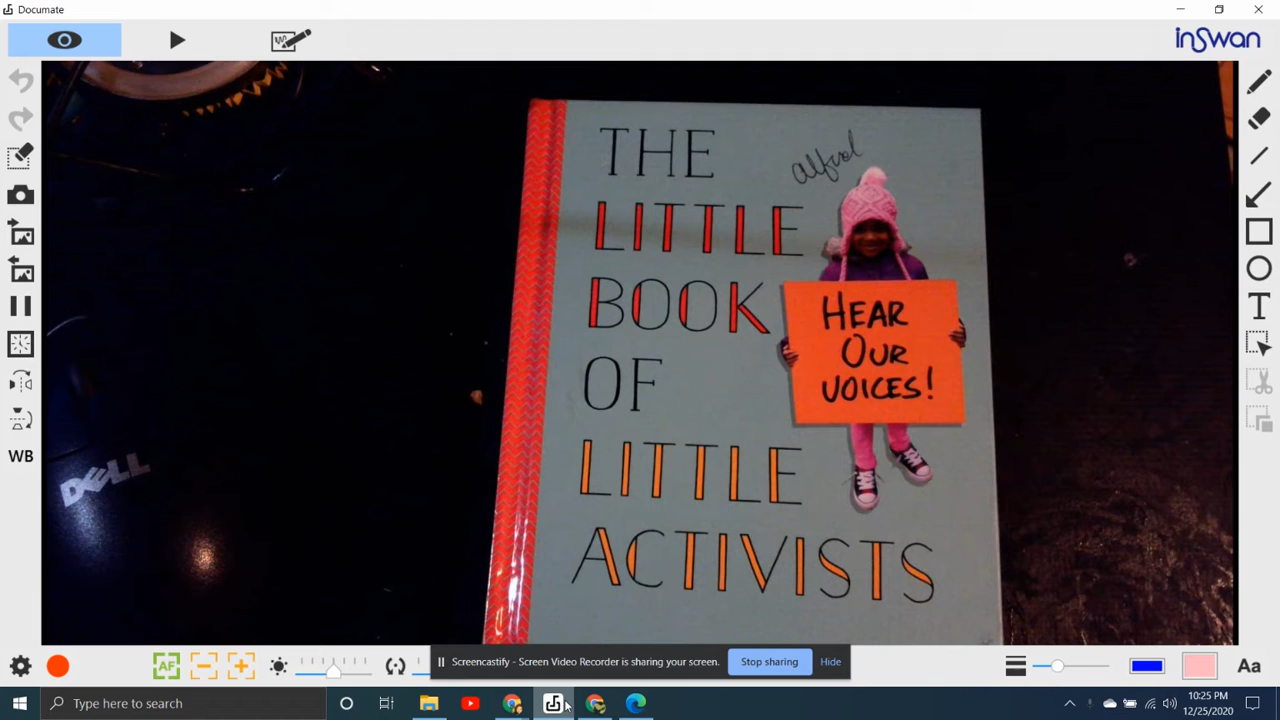 Documate
inSwan
THE
LITTLE
BOOK
OF
LITTLE
ACTIVISTS
HEAR
OUR
VOICES!
DELL
WB
AF
Screencastify - Screen Video Recorder is sharing your screen.
Stop sharing
Hide
T
Aa
Type here to search
10:25 PM
12/25/2020